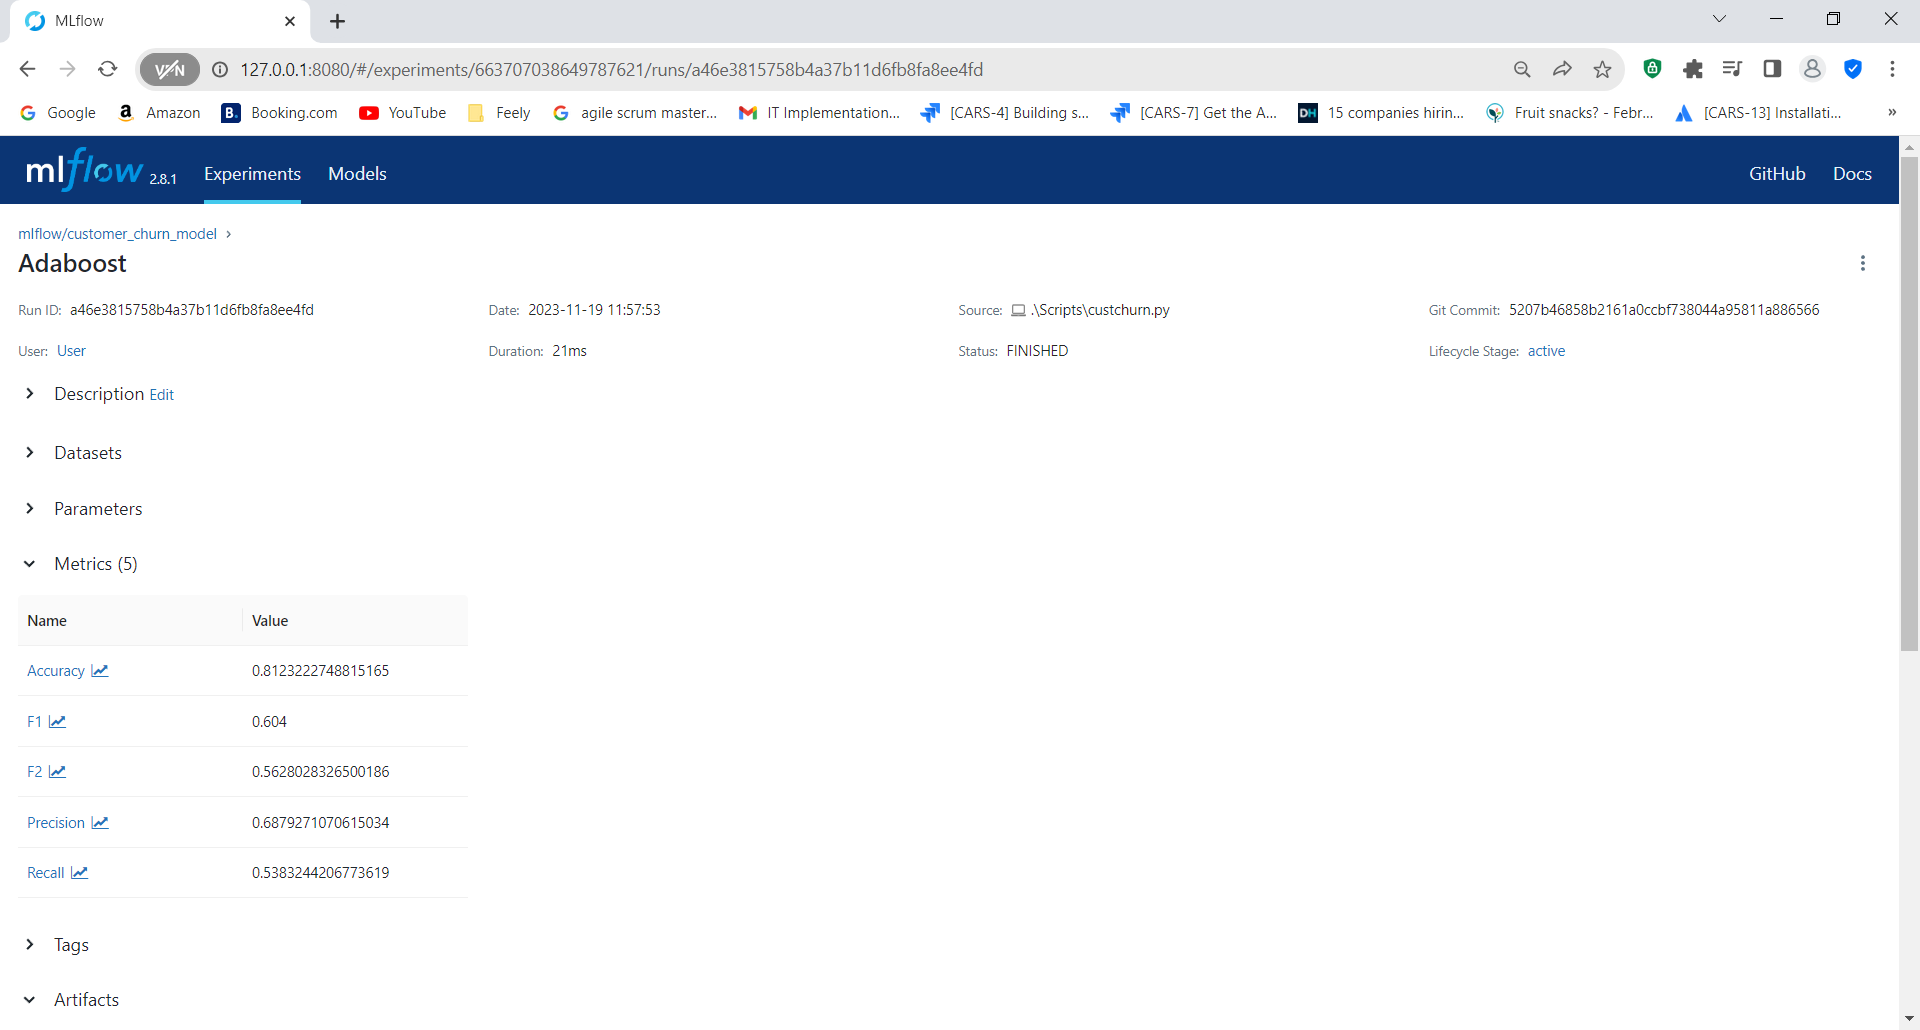 MLflow
VPN
127.0.0.1:8080/#/experiments/663707038649787621/runs/a46e3815758b4a37b11d6fb8fa8ee4fd
Google Amazon Booking.com YouTube Feely agile scrum master... IT Implementation... [CARS-4] Building s... [CARS-7] Get the A... DH 15 companies hirin... Fruit snacks? - Febr... [CARS-13] Installati... »
mlflow 2.8.1 Experiments Models GitHub Docs
mlflow/customer_churn_model >
Adaboost
Run ID: a46e3815758b4a37b11d6fb8fa8ee4fd Date: 2023-11-19 11:57:53 Source: .\Scripts\custchurn.py Git Commit: 5207b46858b2161a0ccbf738044a95811a886566
User: User Duration: 21ms Status: FINISHED Lifecycle Stage: active
Description Edit
Datasets
Parameters
Metrics (5)
Name Value
Accuracy 0.8123222748815165
F1 0.604
F2 0.5628028326500186
Precision 0.6879271070615034
Recall 0.5383244206773619
Tags
Artifacts